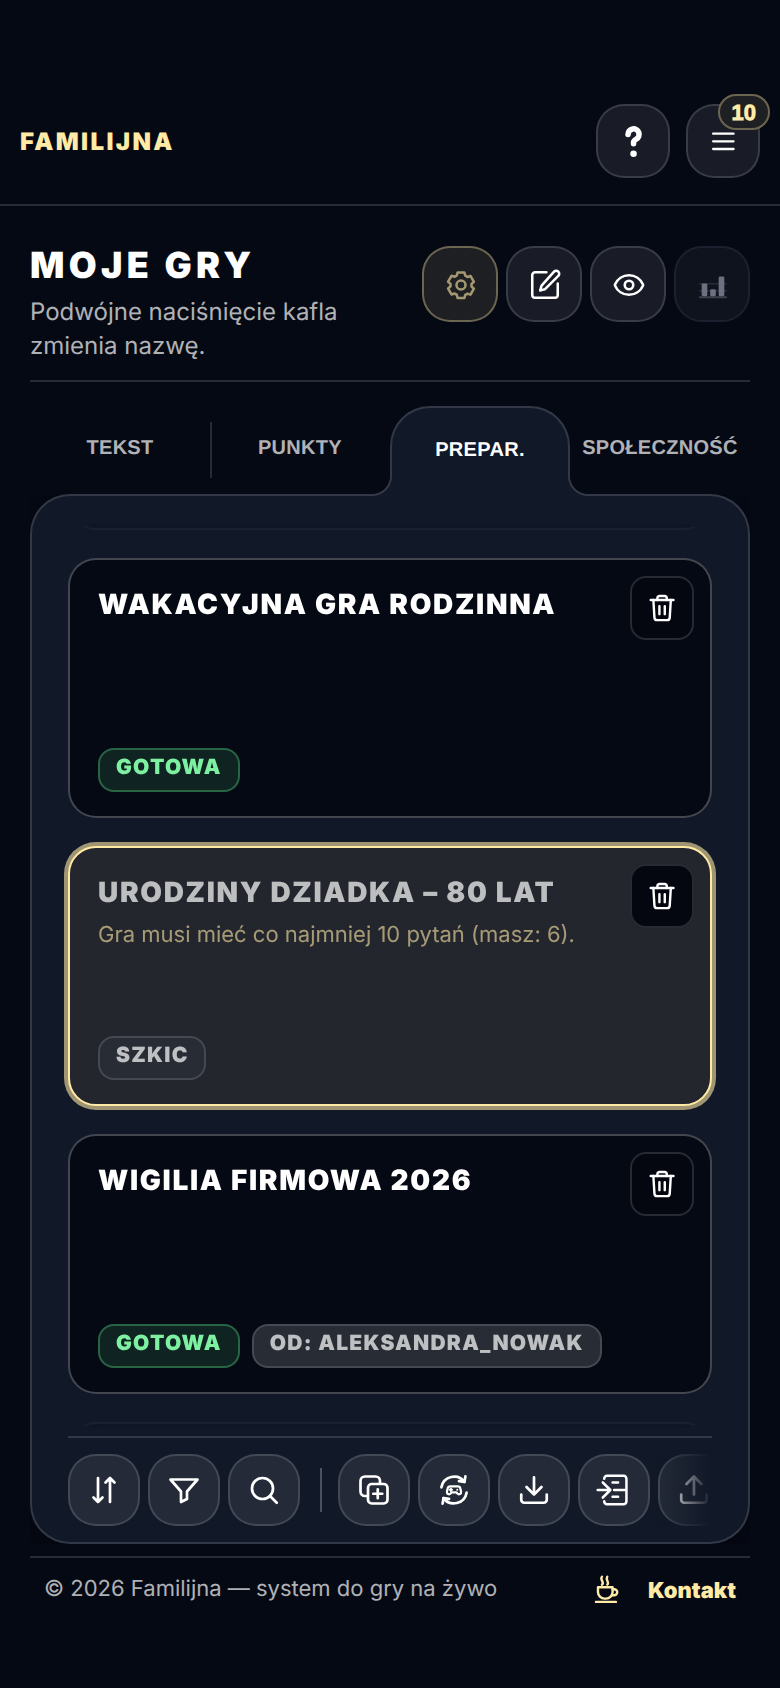 FAMILIJNA
10
MOJE GRY
Podwójne naciśnięcie kafla
zmienia nazwę.
TEKST
PUNKTY
PREPAR.
SPOŁECZNOŚĆ
WAKACYJNA GRA RODZINNA
GOTOWA
URODZINY DZIADKA – 80 LAT
Gra musi mieć co najmniej 10 pytań (masz: 6).
SZKIC
WIGILIA FIRMOWA 2026
GOTOWA
OD: ALEKSANDRA_NOWAK
© 2026 Familijna — system do gry na żywo
Kontakt